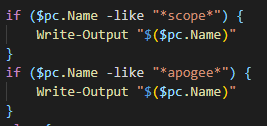 if ($pc.Name -like "*scope*") {
    Write-Output "$($pc.Name)"
}
if ($pc.Name -like "*apogee*") {
    Write-Output "$($pc.Name)"
}